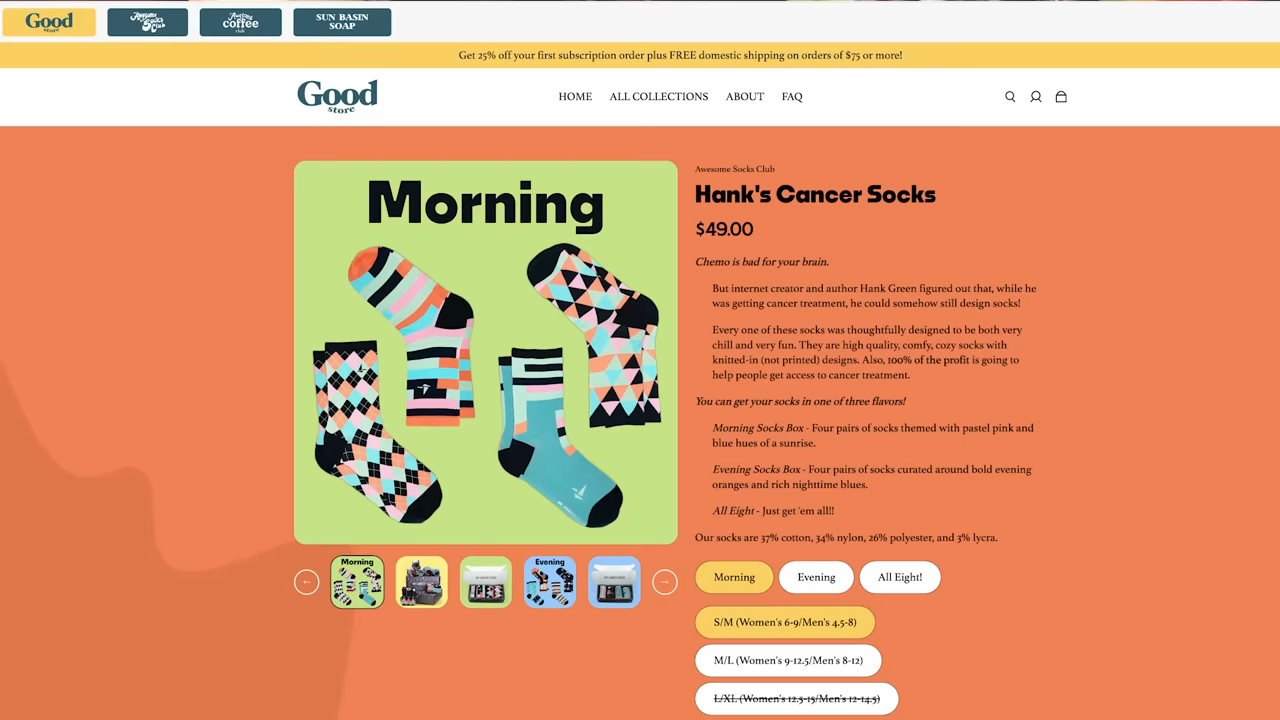 Good
store
Awesome
Socks
Club
Awesome
coffee
club
SUN BASIN
SOAP
Get 25% off your first subscription order plus FREE domestic shipping on orders of $75 or more!
Good
store
HOME ALL COLLECTIONS ABOUT FAQ
Morning
Awesome Socks Club
Hank's Cancer Socks
$49.00
Chemo is bad for your brain.
But internet creator and author Hank Green figured out that, while he
was getting cancer treatment, he could somehow still design socks!
Every one of these socks was thoughtfully designed to be both very
chill and very fun. They are high quality, comfy, cozy socks with
knitted-in (not printed) designs. Also, 100% of the profit is going to
help people get access to cancer treatment.
You can get your socks in one of three flavors!
Morning Socks Box - Four pairs of socks themed with pastel pink and
blue hues of a sunrise.
Evening Socks Box - Four pairs of socks curated around bold evening
oranges and rich nighttime blues.
All Eight - Just get 'em all!!
Our socks are 37% cotton, 34% nylon, 26% polyester, and 3% lycra.
Morning
Evening
Morning Evening All Eight!
S/M (Women's 6-9/Men's 4.5-8)
M/L (Women's 9-12.5/Men's 8-12)
L/XL (Women's 12.5-15/Men's 12-14.5)